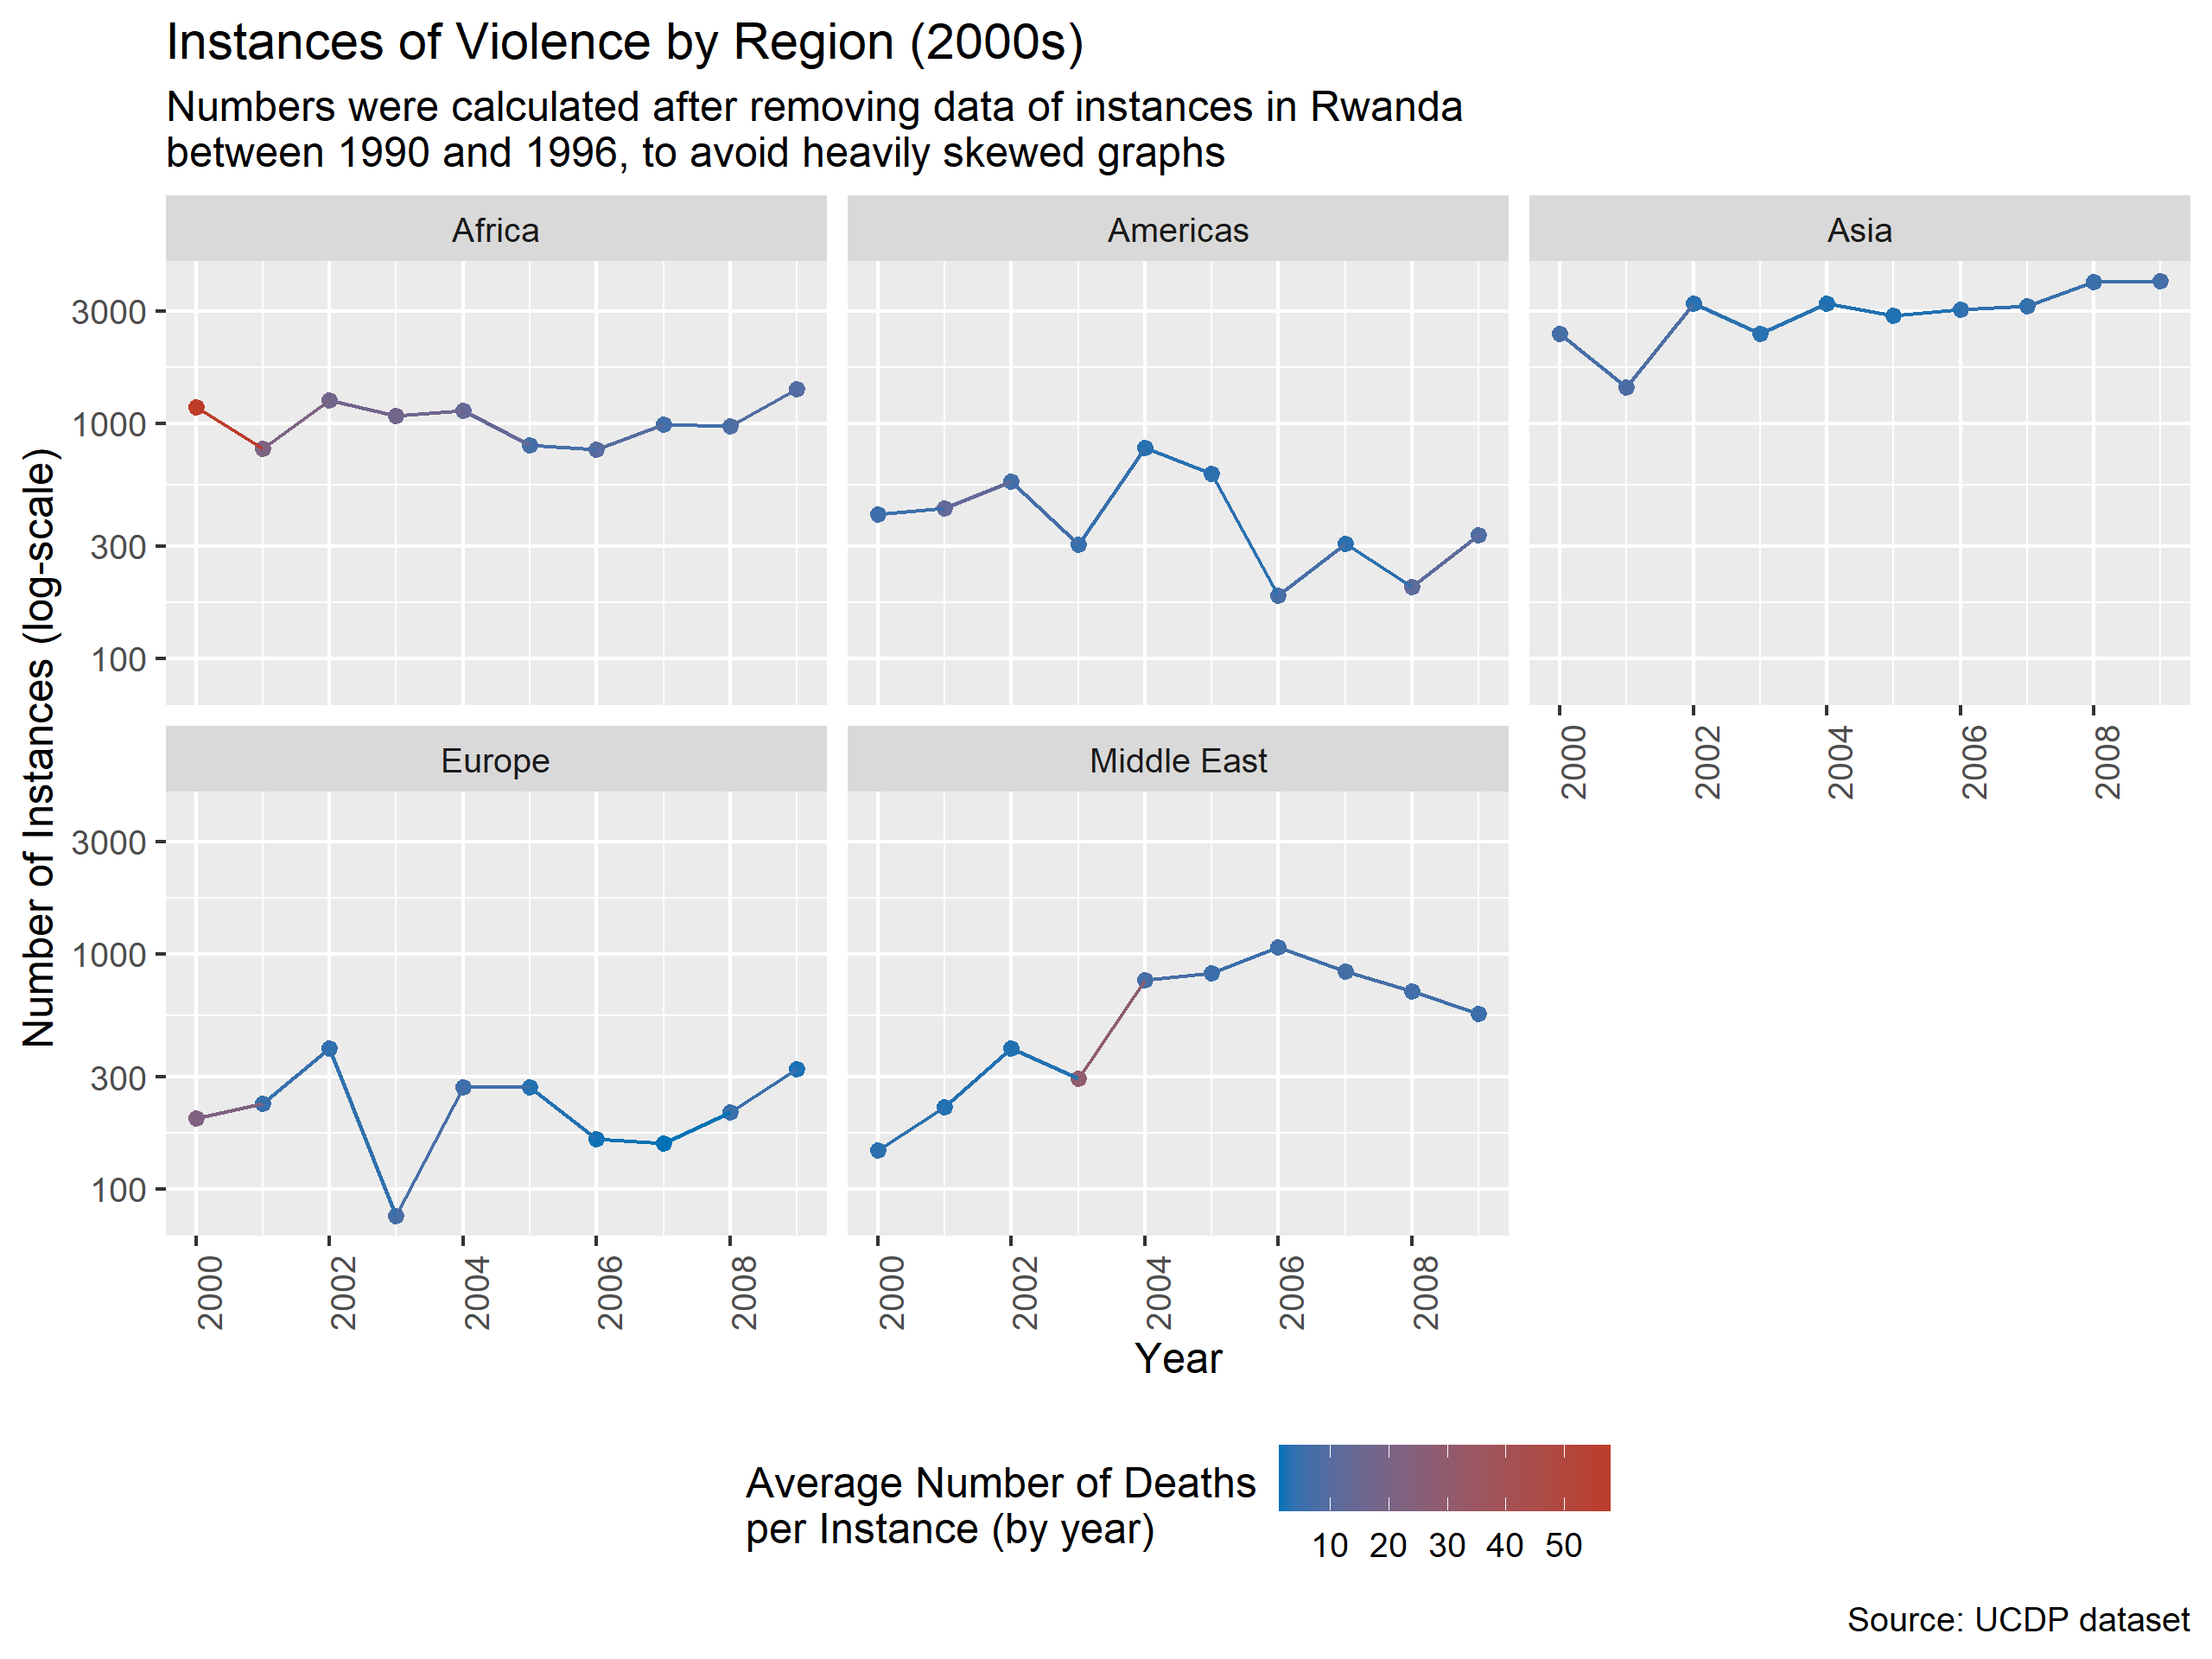 Instances of Violence by Region (2000s)
Numbers were calculated after removing data of instances in Rwanda
between 1990 and 1996, to avoid heavily skewed graphs
Africa
Americas
Asia
3000
1000
300
100
2000
2002
2004
2006
2008
Europe
Middle East
3000
1000
300
100
2000
2002
2004
2006
2008
2000
2002
2004
2006
2008
Number of Instances (log-scale)
Year
Average Number of Deaths
per Instance (by year)
10 20 30 40 50
Source: UCDP dataset